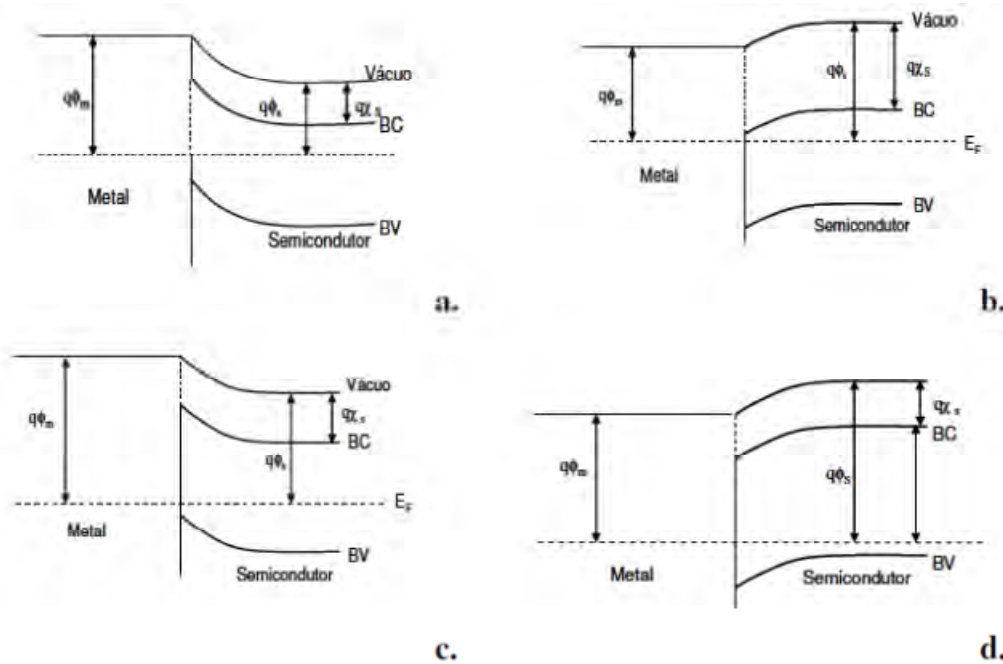 Vácuo
qϕm
qϕs
qχs
BC
Metal
BV
Semicondutor
a.
Vácuo
qϕm
qϕs
qχs
BC
EF
Metal
BV
Semicondutor
b.
Vácuo
qϕm
qχs
BC
qϕs
EF
Metal
BV
Semicondutor
c.
qχs
BC
qϕm
qϕS
Metal
BV
Semicondutor
d.